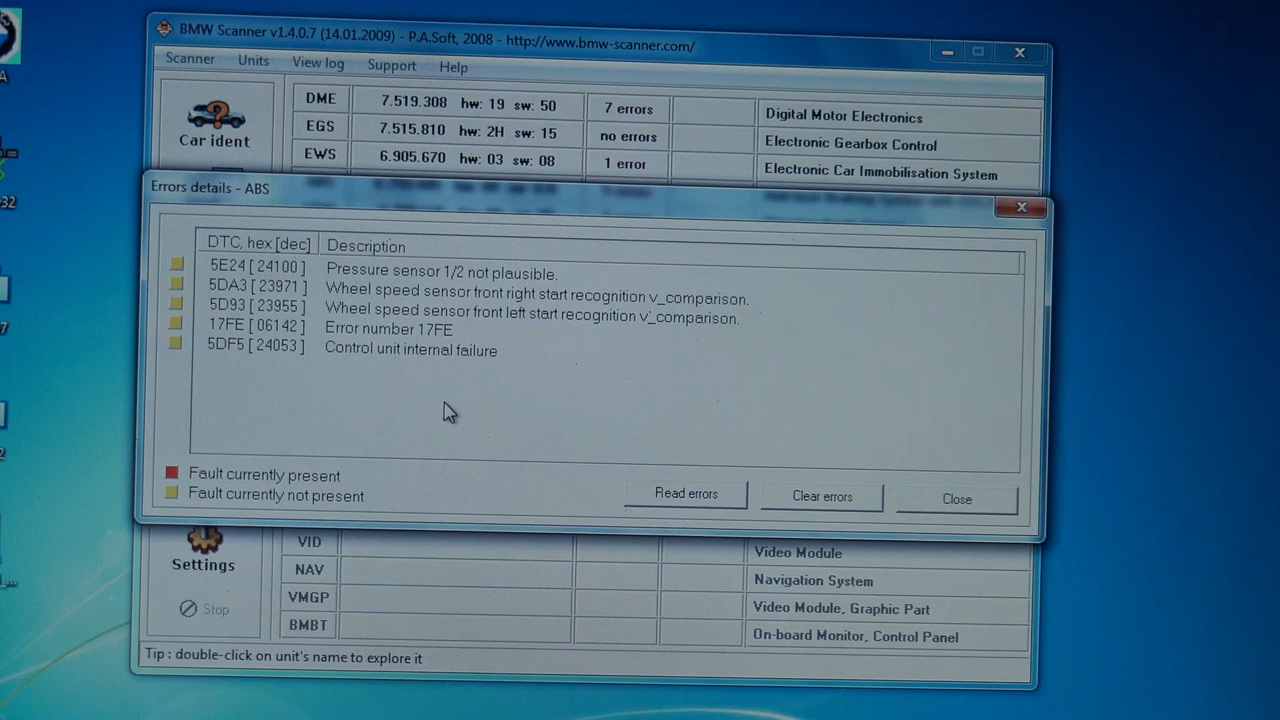 BMW Scanner v1.4.0.7 (14.01.2009) - P.A.Soft, 2008 - http://www.bmw-scanner.com/
Scanner Units View log Support Help
Car ident
DME 7.519.308 hw: 19 sw: 50 7 errors Digital Motor Electronics
EGS 7.515.810 hw: 2H sw: 15 no errors Electronic Gearbox Control
EWS 6.905.670 hw: 03 sw: 08 1 error Electronic Car Immobilisation System
Errors details - ABS
DTC, hex [dec] Description
5E24 [ 24100 ] Pressure sensor 1/2 not plausible.
5DA3 [ 23971 ] Wheel speed sensor front right start recognition v_comparison.
5D93 [ 23955 ] Wheel speed sensor front left start recognition v_comparison.
17FE [ 06142 ] Error number 17FE
5DF5 [ 24053 ] Control unit internal failure
Fault currently present
Fault currently not present
Read errors Clear errors Close
Settings
Stop
VID Video Module
NAV Navigation System
VMGP Video Module, Graphic Part
BMBT On-board Monitor, Control Panel
Tip : double-click on unit's name to explore it
A
32
7
2